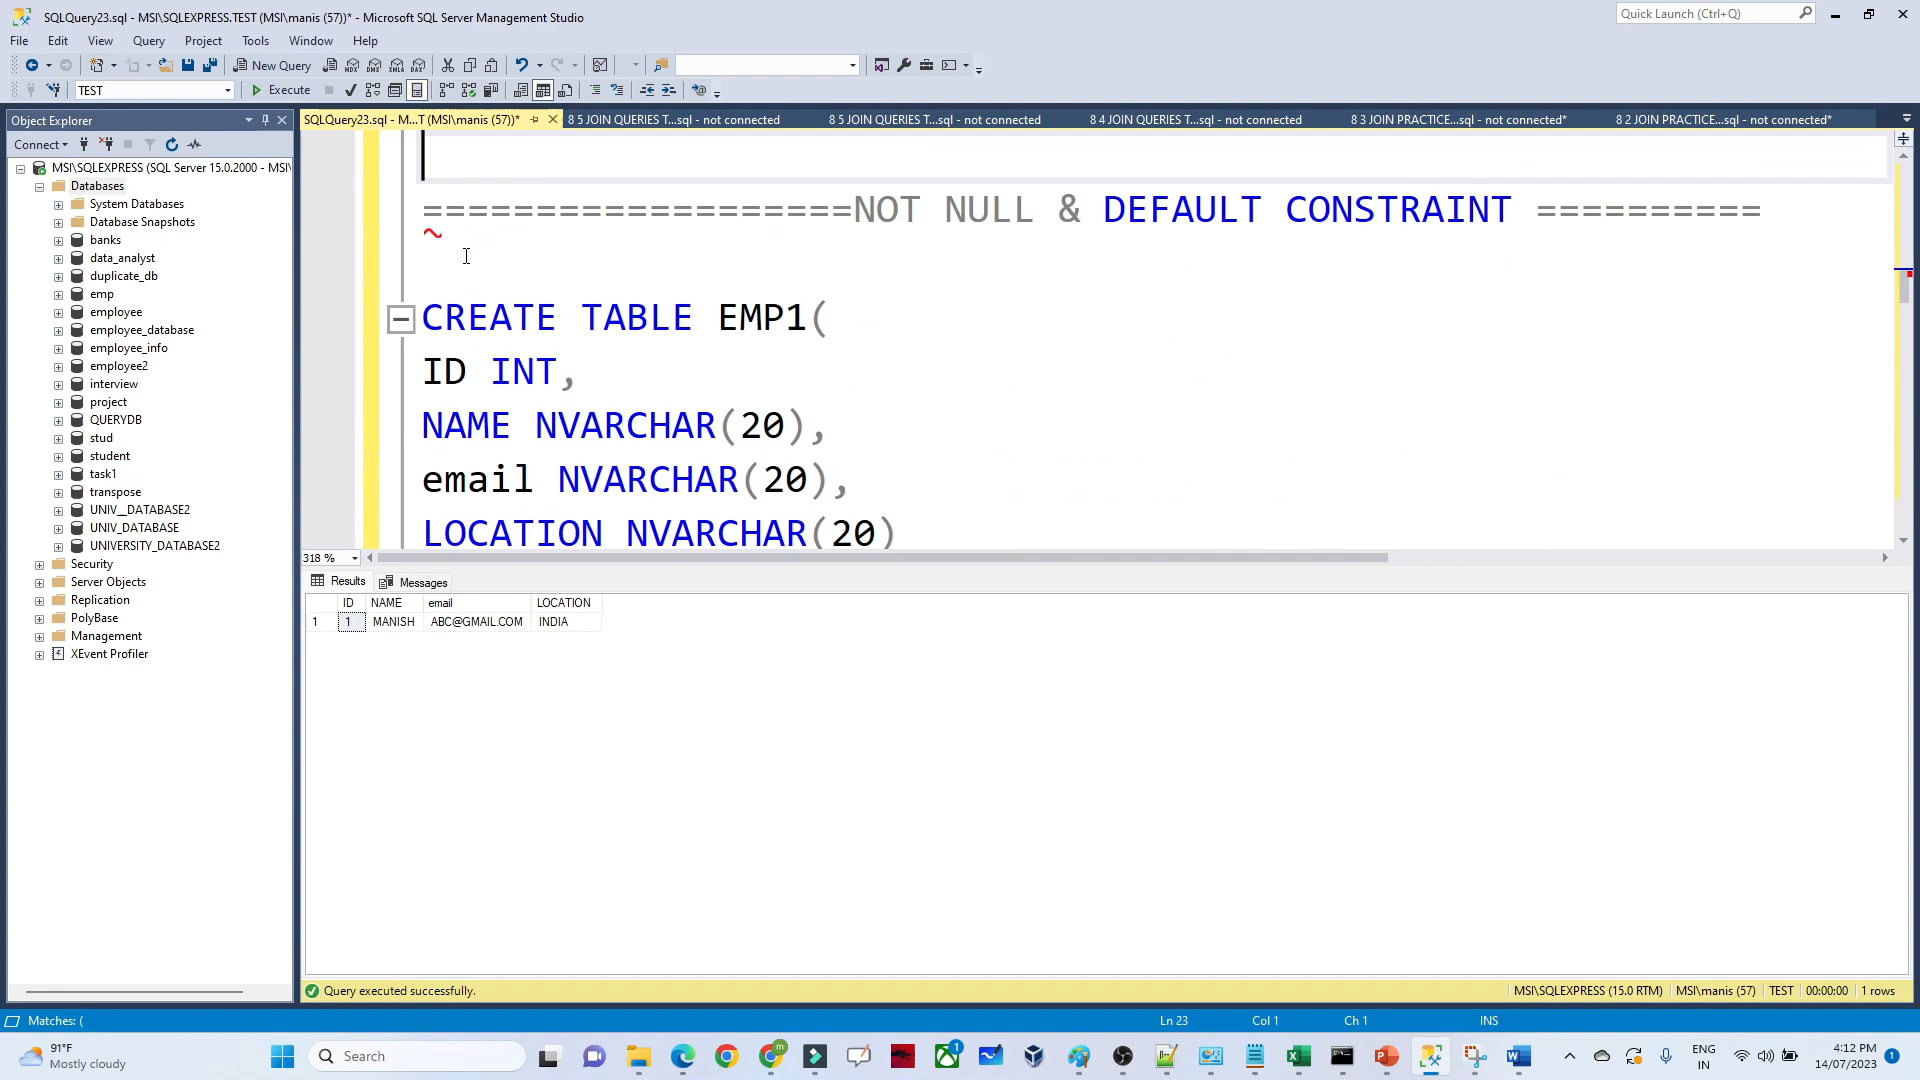 SQLQuery23.sql - MSI\SQLEXPRESS.TEST (MSI\manis (57))* - Microsoft SQL Server Management Studio
Quick Launch (Ctrl+Q)
File Edit View Query Project Tools Window Help
New Query
MDX DMX XMLA DAX
TEST
Execute
Object Explorer
SQLQuery23.sql - M...T (MSI\manis (57))*
8 5 JOIN QUERIES T...sql - not connected
8 5 JOIN QUERIES T...sql - not connected
8 4 JOIN QUERIES T...sql - not connected
8 3 JOIN PRACTICE...sql - not connected*
8 2 JOIN PRACTICE...sql - not connected*
Connect
MSI\SQLEXPRESS (SQL Server 15.0.2000 - MSI\
Databases
System Databases
Database Snapshots
banks
data_analyst
duplicate_db
emp
employee
employee_database
employee_info
employee2
interview
project
QUERYDB
stud
student
task1
transpose
UNIV__DATABASE2
UNIV_DATABASE
UNIVERSITY_DATABASE2
Security
Server Objects
Replication
PolyBase
Management
XEvent Profiler
===================NOT NULL & DEFAULT CONSTRAINT ==========
CREATE TABLE EMP1(
ID INT,
NAME NVARCHAR(20),
email NVARCHAR(20),
LOCATION NVARCHAR(20)
318 %
Results Messages
ID NAME email LOCATION
1 1 MANISH ABC@GMAIL.COM INDIA
Query executed successfully.
MSI\SQLEXPRESS (15.0 RTM) MSI\manis (57) TEST 00:00:00 1 rows
Matches: (
Ln 23 Col 1 Ch 1 INS
91°F
Mostly cloudy
Search
1
ENG
IN
4:12 PM
14/07/2023
1